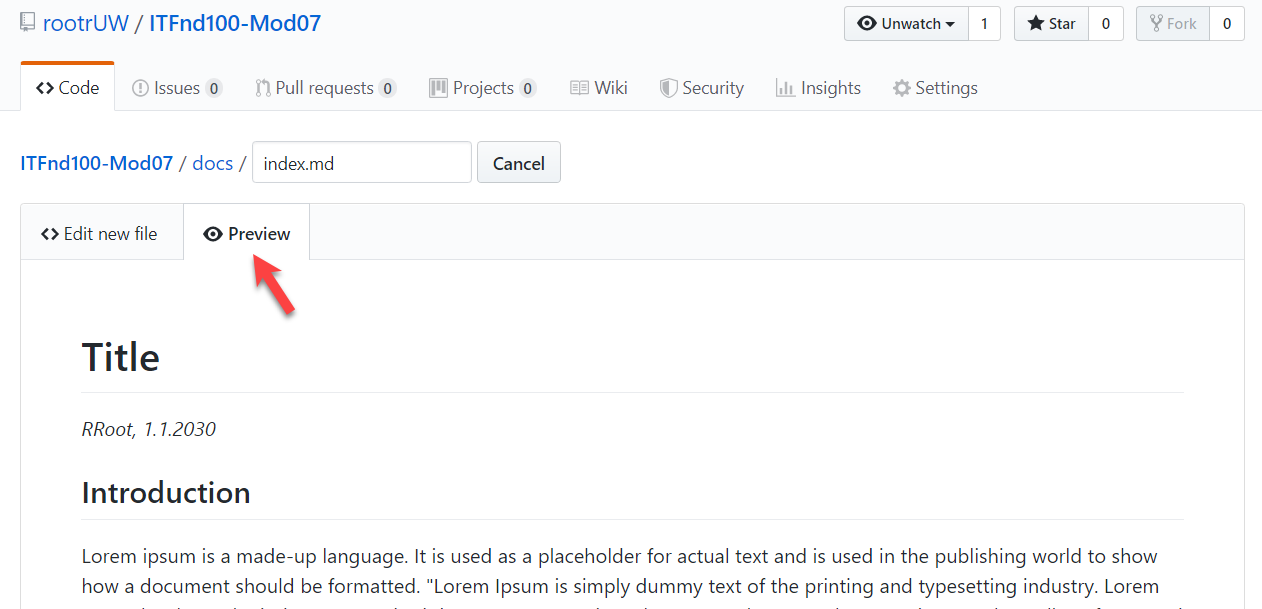 rootrUW / ITFnd100-Mod07 Unwatch 1 Star 0 Fork 0
Code Issues 0 Pull requests 0 Projects 0 Wiki Security Insights Settings
ITFnd100-Mod07 / docs / index.md Cancel
Edit new file Preview
Title
RRoot, 1.1.2030
Introduction
Lorem ipsum is a made-up language. It is used as a placeholder for actual text and is used in the publishing world to show
how a document should be formatted. "Lorem Ipsum is simply dummy text of the printing and typesetting industry. Lorem